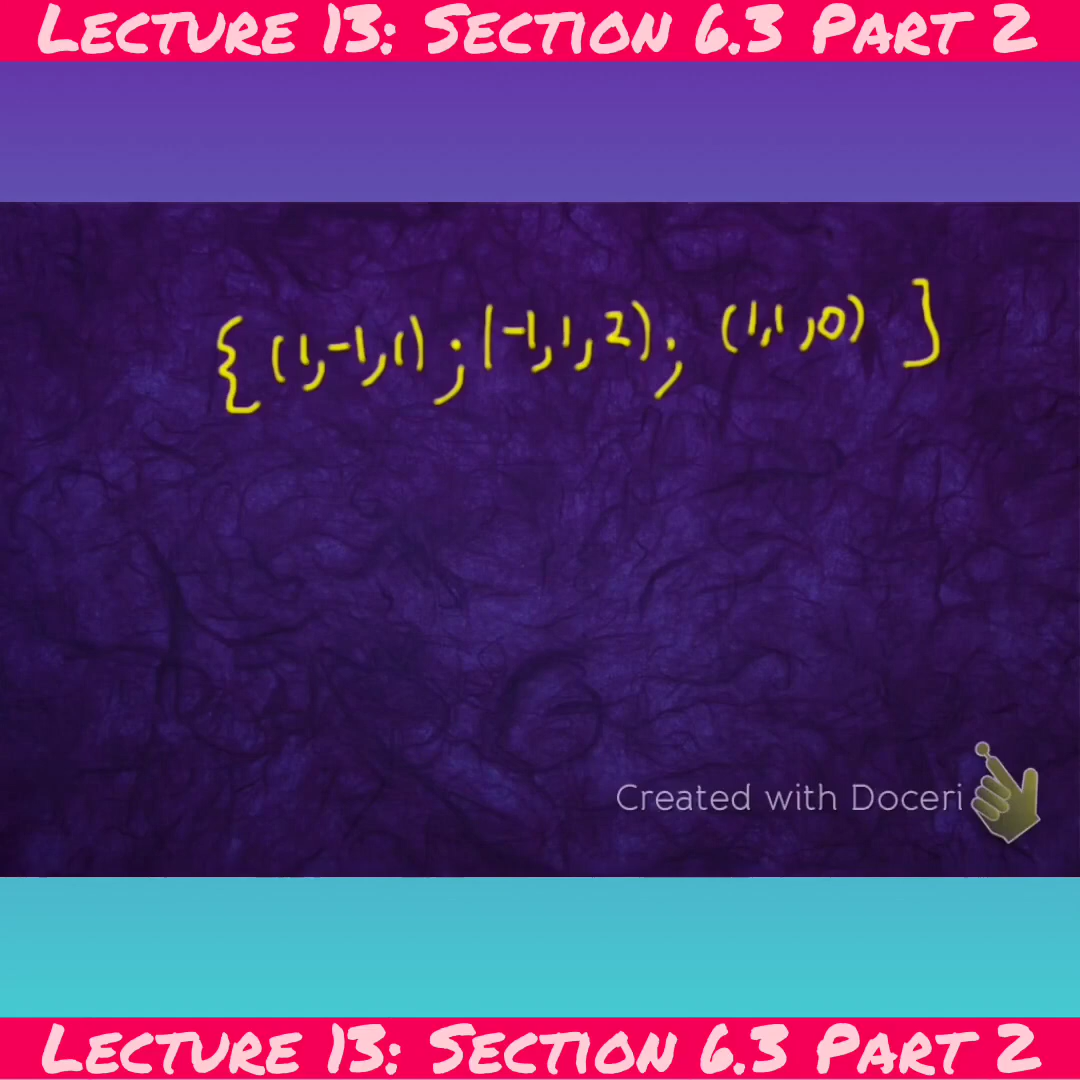 Lecture 13: Section 6.3 Part 2
{(1,-1,1); (-1,1,2); (1,1,0)}
Created with Doceri
Lecture 13: Section 6.3 Part 2